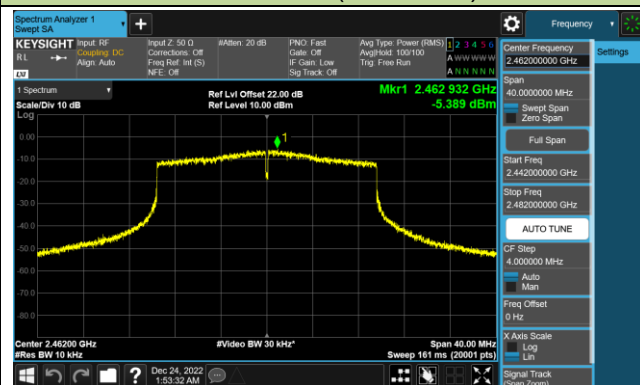 Spectrum Analyzer 1
Swept SA
Frequency
KEYSIGHT
Input: RF
Coupling: DC
Align: Auto
Input Z: 50 Ω
Corrections: Off
Freq Ref: Int (S)
NFE: Off
#Atten: 20 dB
PNO: Fast
Gate: Off
IF Gain: Low
Sig Track: Off
Avg Type: Power (RMS)
Avg|Hold: 100/100
Trig: Free Run
1 2 3 4 5 6
A W W W W W
A N N N N N
R L
LXI
1 Spectrum
Scale/Div 10 dB
Log
Ref Lvl Offset 22.00 dB
Ref Level 10.00 dBm
Mkr1 2.462 932 GHz
-5.389 dBm
1
0.00
-10.0
-20.0
-30.0
-40.0
-50.0
-60.0
-70.0
-80.0
Center 2.46200 GHz
#Res BW 10 kHz
#Video BW 30 kHz*
Span 40.00 MHz
Sweep 161 ms (20001 pts)
Dec 24, 2022
1:53:32 AM
Center Frequency
2.462000000 GHz
Settings
Span
40.0000000 MHz
Swept Span
Zero Span
Full Span
Start Freq
2.442000000 GHz
Stop Freq
2.482000000 GHz
AUTO TUNE
CF Step
4.000000 MHz
Auto
Man
Freq Offset
0 Hz
X Axis Scale
Log
Lin
Signal Track
(Span Zoom)